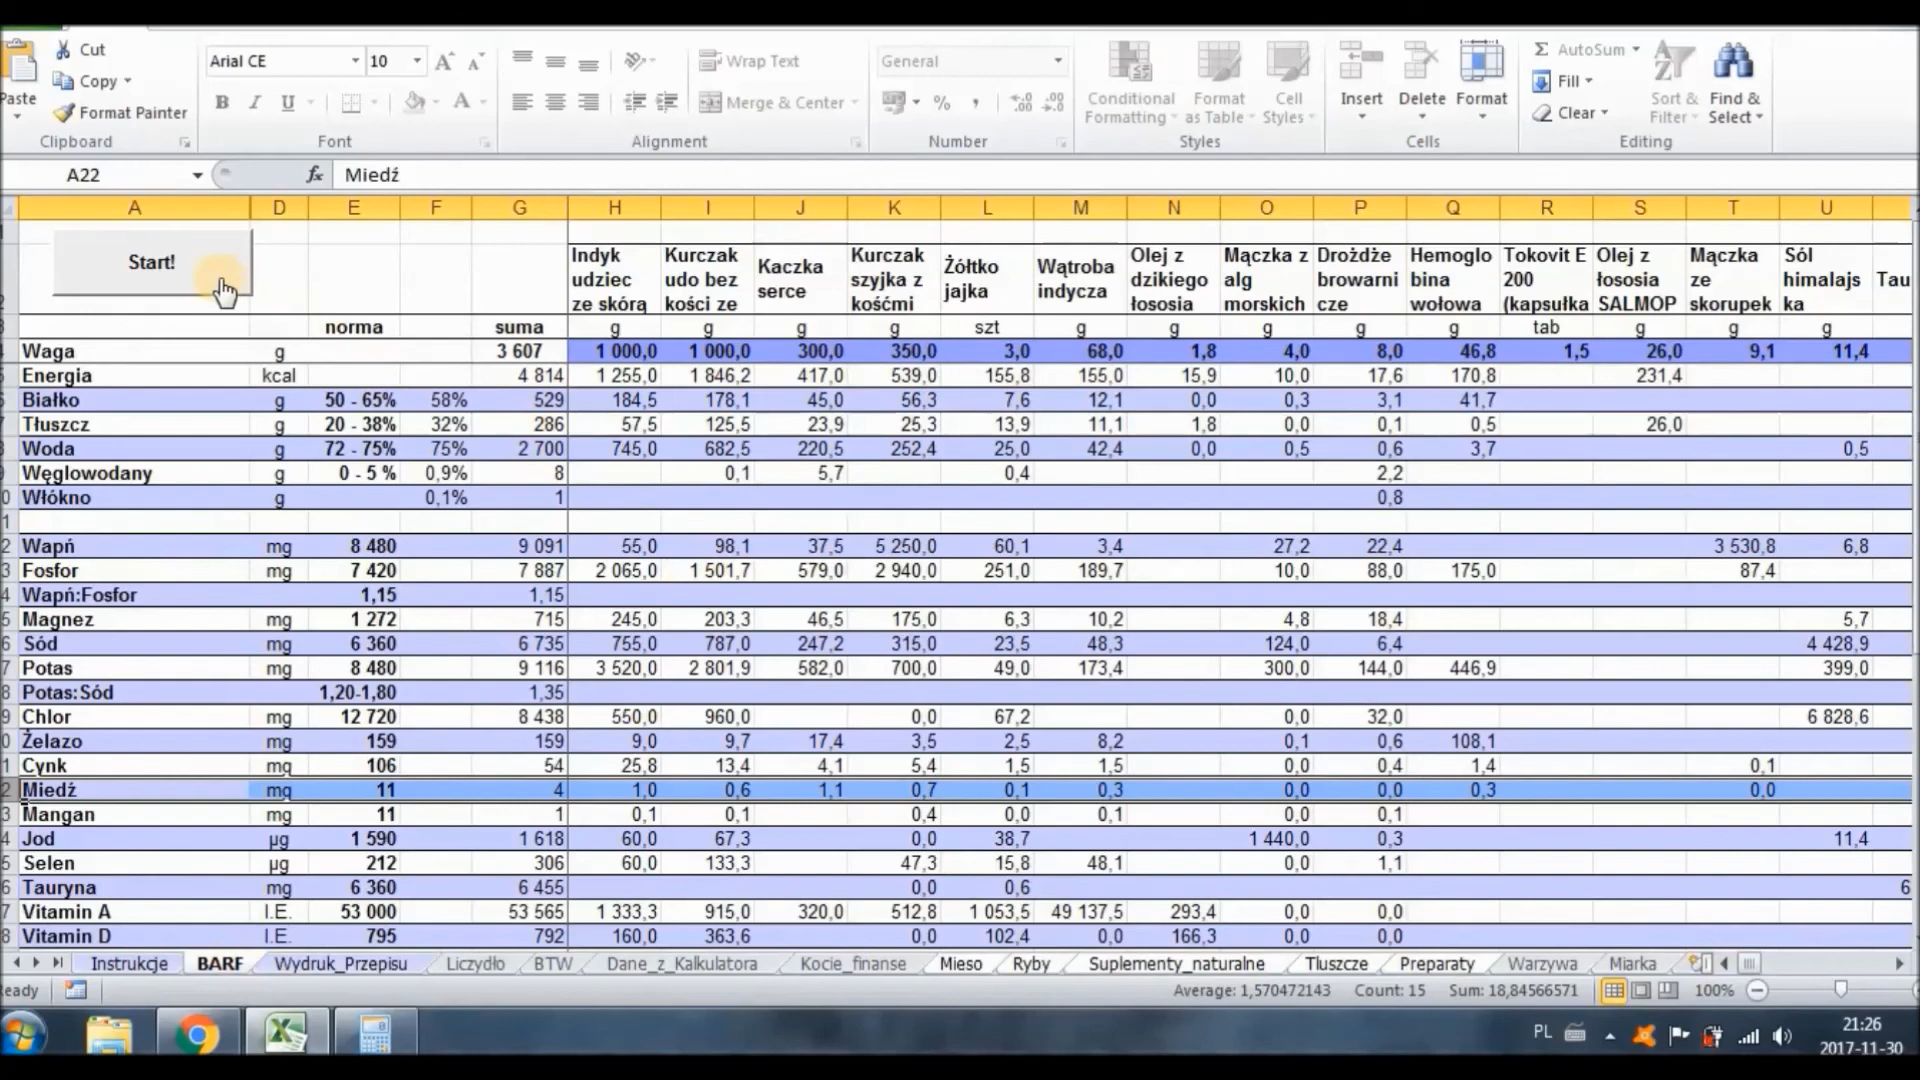 Cut
Copy
Format Painter
Paste
Clipboard
Arial CE 10
B I U
Font
Wrap Text
Merge & Center
Alignment
General
%
Number
Conditional Formatting
Format as Table
Cell Styles
Styles
Insert
Delete
Format
Cells
AutoSum
Fill
Clear
Sort & Filter
Find & Select
Editing
A22 fx Miedź
A D E F G H I J K L M N O P Q R S T U
Start!
Indyk udziec ze skórą
Kurczak udo bez kości ze
Kaczka serce
Kurczak szyjka z kośćmi
Żółtko jajka
Wątroba indycza
Olej z dzikiego łososia
Mączka z alg morskich
Drożdże browarni cze
Hemoglo bina wołowa
Tokovit E 200 (kapsułka
Olej z łososia SALMOP
Mączka ze skorupek
Sól himalajs ka
Tau
norma suma g g g g szt g g g g g tab g g g
Waga g 3 607 1 000,0 1 000,0 300,0 350,0 3,0 68,0 1,8 4,0 8,0 46,8 1,5 26,0 9,1 11,4
Energia kcal 4 814 1 255,0 1 846,2 417,0 539,0 155,8 155,0 15,9 10,0 17,6 170,8 231,4
Białko g 50 - 65% 58% 529 184,5 178,1 45,0 56,3 7,6 12,1 0,0 0,3 3,1 41,7
Tłuszcz g 20 - 38% 32% 286 57,5 125,5 23,9 25,3 13,9 11,1 1,8 0,0 0,1 0,5 26,0
Woda g 72 - 75% 75% 2 700 745,0 682,5 220,5 252,4 25,0 42,4 0,0 0,5 0,6 3,7 0,5
Węglowodany g 0 - 5 % 0,9% 8 0,1 5,7 0,4 2,2
Włókno g 0,1% 1 0,8
Wapń mg 8 480 9 091 55,0 98,1 37,5 5 250,0 60,1 3,4 27,2 22,4 3 530,8 6,8
Fosfor mg 7 420 7 887 2 065,0 1 501,7 579,0 2 940,0 251,0 189,7 10,0 88,0 175,0 87,4
Wapń:Fosfor 1,15 1,15
Magnez mg 1 272 715 245,0 203,3 46,5 175,0 6,3 10,2 4,8 18,4 5,7
Sód mg 6 360 6 735 755,0 787,0 247,2 315,0 23,5 48,3 124,0 6,4 4 428,9
Potas mg 8 480 9 116 3 520,0 2 801,9 582,0 700,0 49,0 173,4 300,0 144,0 446,9 399,0
Potas:Sód 1,20-1,80 1,35
Chlor mg 12 720 8 438 550,0 960,0 0,0 67,2 0,0 32,0 6 828,6
Żelazo mg 159 159 9,0 9,7 17,4 3,5 2,5 8,2 0,1 0,6 108,1
Cynk mg 106 54 25,8 13,4 4,1 5,4 1,5 1,5 0,0 0,4 1,4 0,1
Miedź mg 11 4 1,0 0,6 1,1 0,7 0,1 0,3 0,0 0,0 0,3 0,0
Mangan mg 11 1 0,1 0,1 0,4 0,0 0,1 0,0 0,1
Jod µg 1 590 1 618 60,0 67,3 0,0 38,7 1 440,0 0,3 11,4
Selen µg 212 306 60,0 133,3 47,3 15,8 48,1 0,0 1,1
Tauryna mg 6 360 6 455 0,0 0,6 6
Vitamin A I.E. 53 000 53 565 1 333,3 915,0 320,0 512,8 1 053,5 49 137,5 293,4 0,0 0,0
Vitamin D I.E. 795 792 160,0 363,6 0,0 102,4 0,0 166,3 0,0 0,0
Instrukcje BARF Wydruk_Przepisu Liczydło BTW Dane_z_Kalkulatora Kocie_finanse Mieso Ryby Suplementy_naturalne Tluszcze Preparaty Warzywa Miarka
eady Average: 1,570472143 Count: 15 Sum: 18,84566571 100%
PL 21:26
2017-11-30